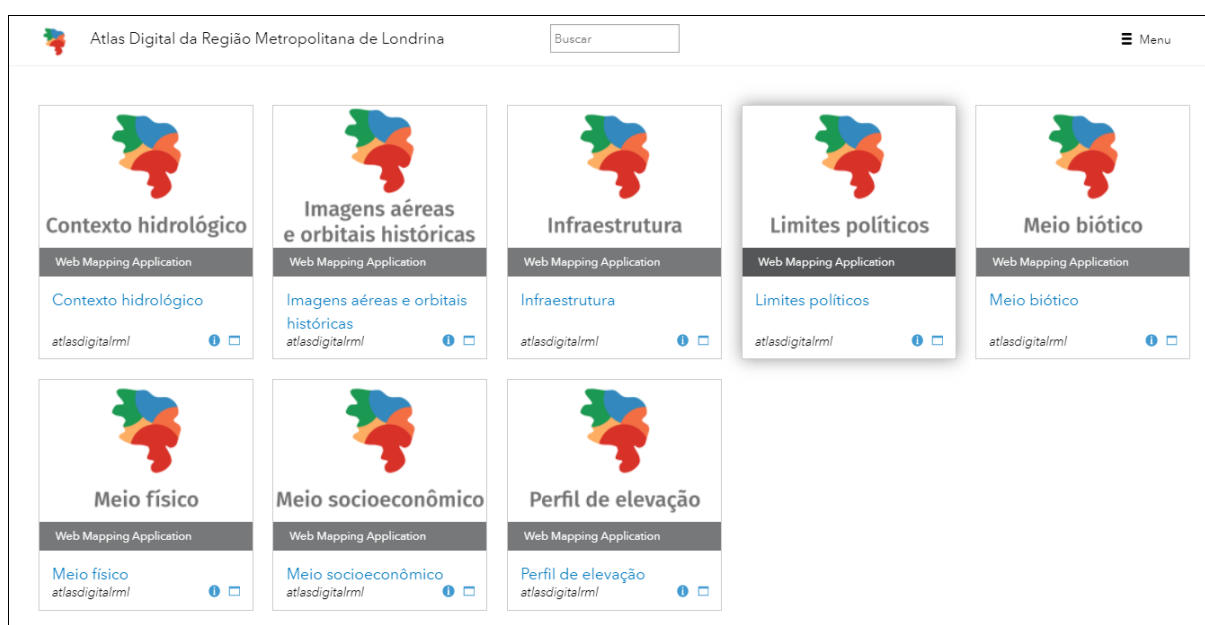 Atlas Digital da Região Metropolitana de Londrina
Buscar
Menu
Contexto hidrológico
Web Mapping Application
Contexto hidrológico
atlasdigitalrml
Imagens aéreas
e orbitais históricas
Web Mapping Application
Imagens aéreas e orbitais
históricas
atlasdigitalrml
Infraestrutura
Web Mapping Application
Infraestrutura
atlasdigitalrml
Limites políticos
Web Mapping Application
Limites políticos
atlasdigitalrml
Meio biótico
Web Mapping Application
Meio biótico
atlasdigitalrml
Meio físico
Web Mapping Application
Meio físico
atlasdigitalrml
Meio socioeconômico
Web Mapping Application
Meio socioeconômico
atlasdigitalrml
Perfil de elevação
Web Mapping Application
Perfil de elevação
atlasdigitalrml